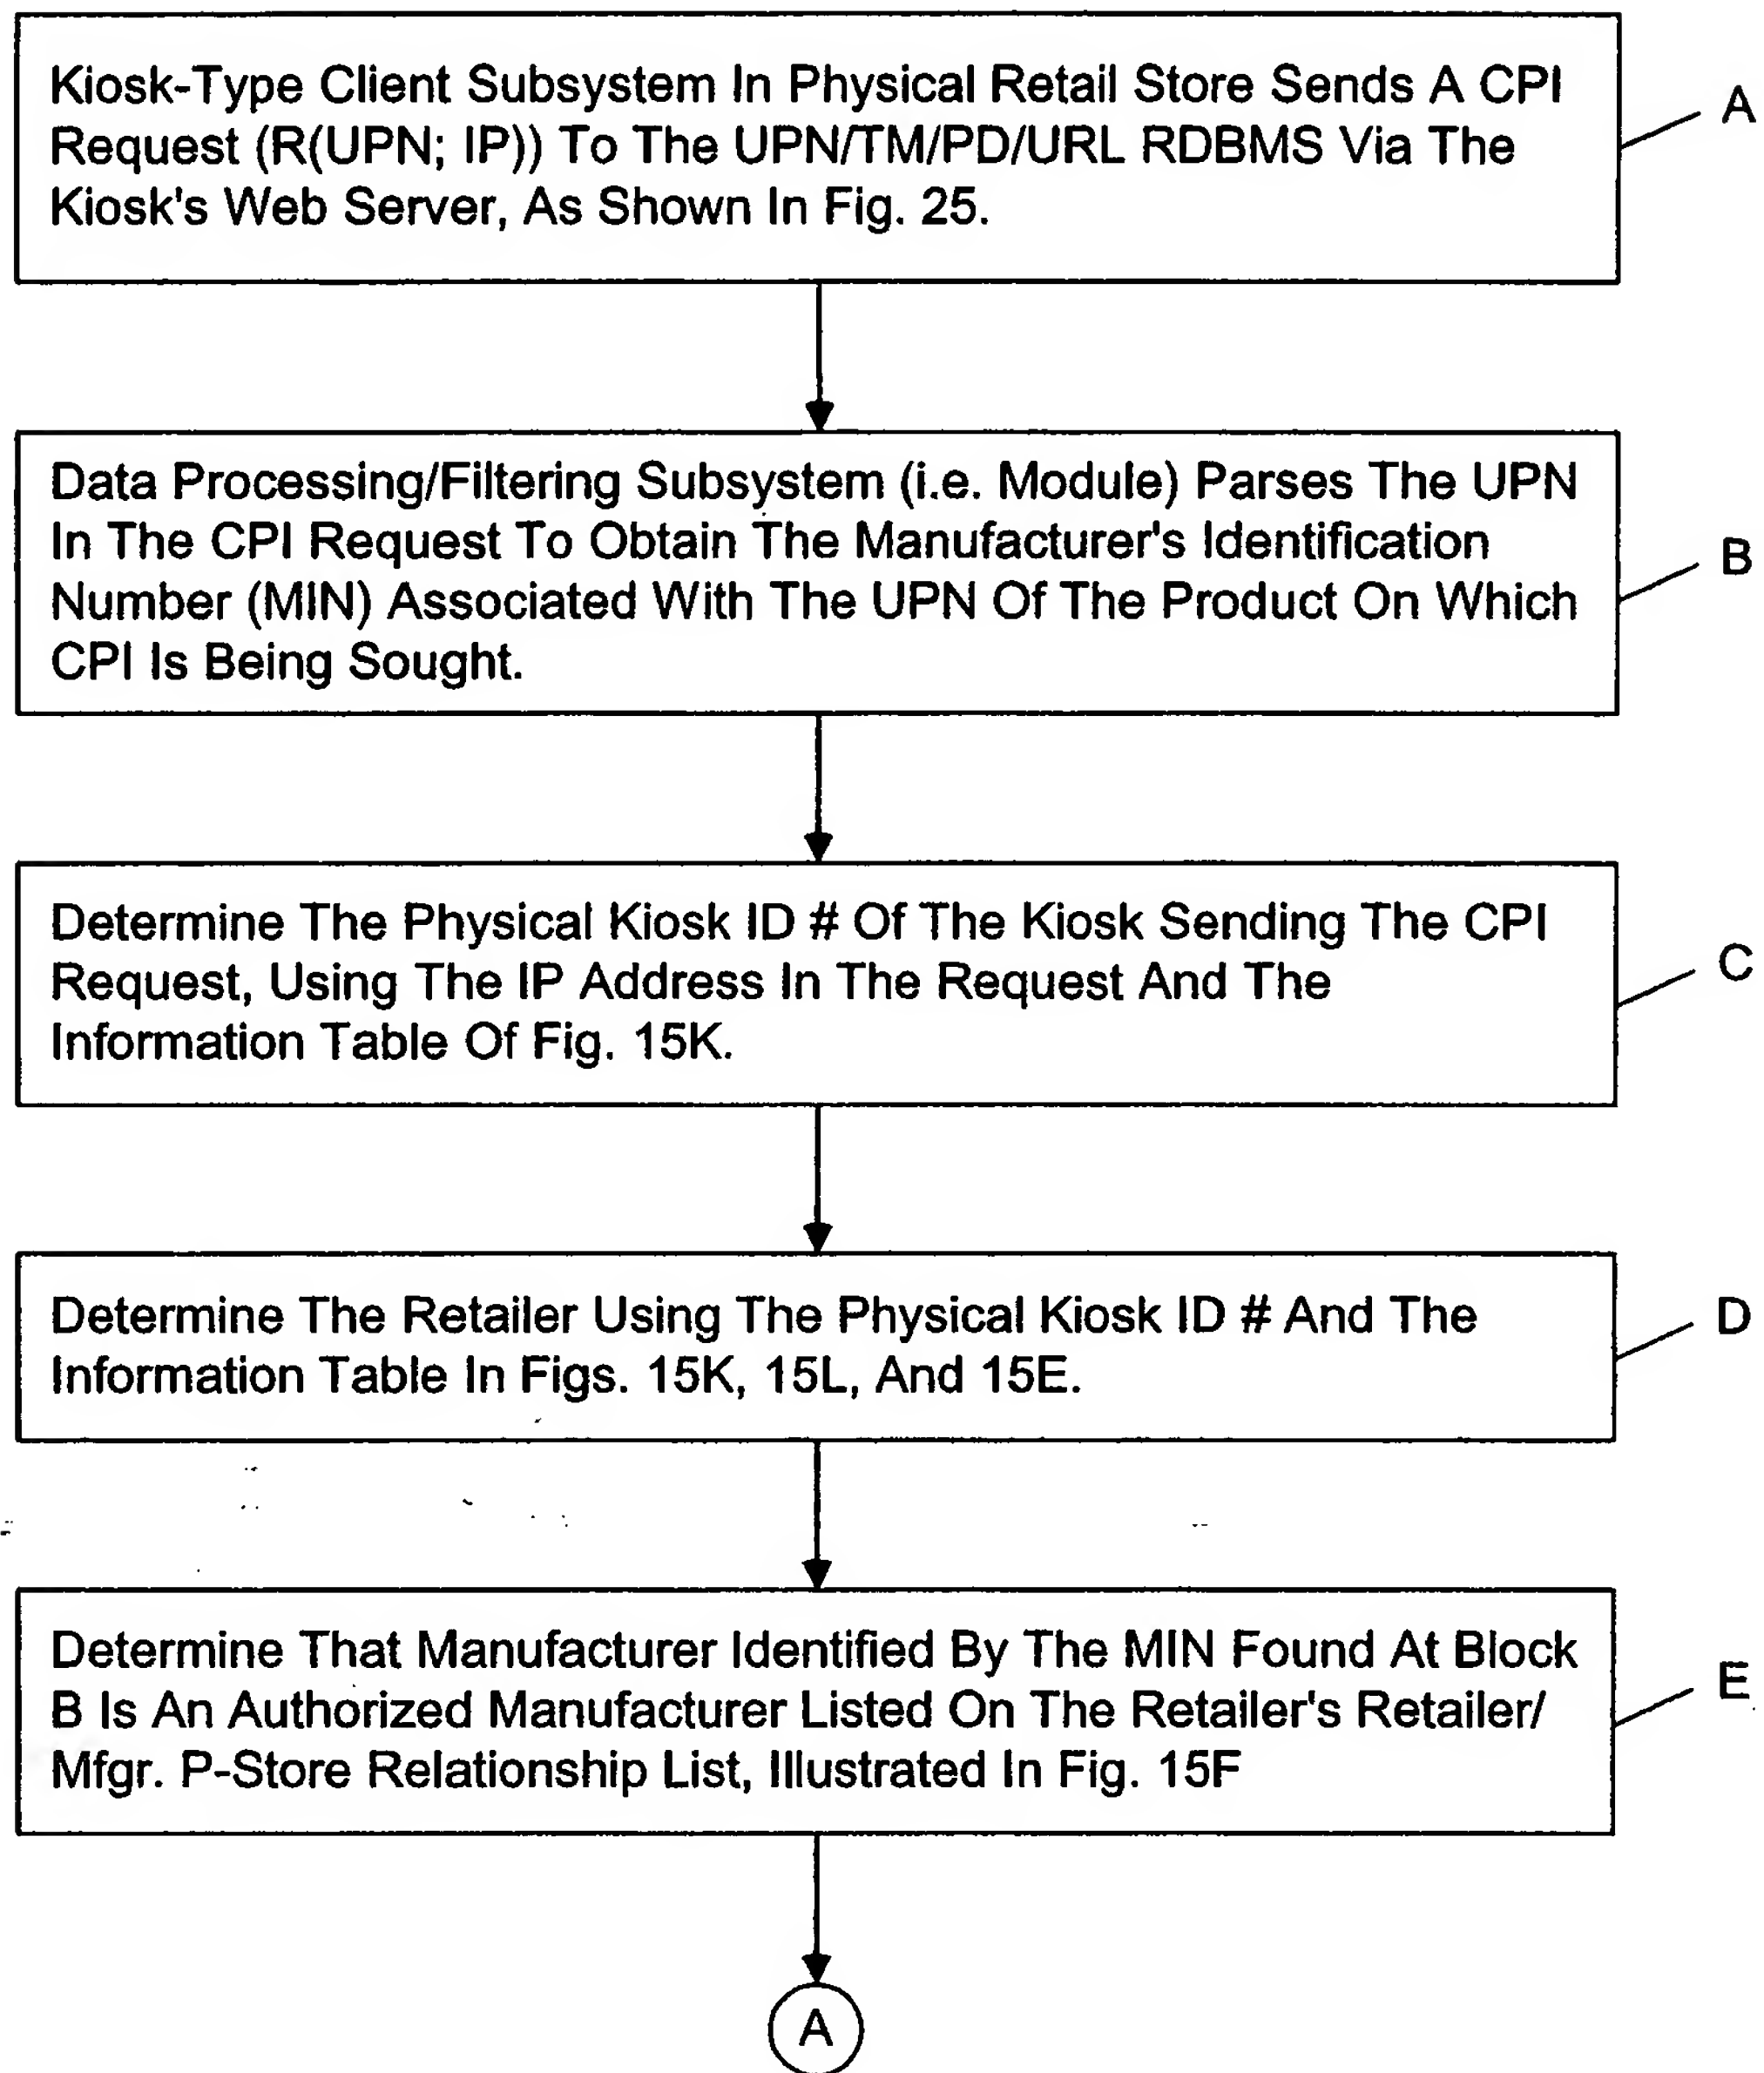 Kiosk-Type Client Subsystem In Physical Retail Store Sends A CPI
Request (R(UPN; IP)) To The UPN/TM/PD/URL RDBMS Via The
Kiosk's Web Server, As Shown In Fig. 25.
A
Data Processing/Filtering Subsystem (i.e. Module) Parses The UPN
In The CPI Request To Obtain The Manufacturer's Identification
Number (MIN) Associated With The UPN Of The Product On Which
CPI Is Being Sought.
B
Determine The Physical Kiosk ID # Of The Kiosk Sending The CPI
Request, Using The IP Address In The Request And The
Information Table Of Fig. 15K.
C
Determine The Retailer Using The Physical Kiosk ID # And The
Information Table In Figs. 15K, 15L, And 15E.
D
Determine That Manufacturer Identified By The MIN Found At Block
B Is An Authorized Manufacturer Listed On The Retailer's Retailer/
Mfgr. P-Store Relationship List, Illustrated In Fig. 15F
E
A